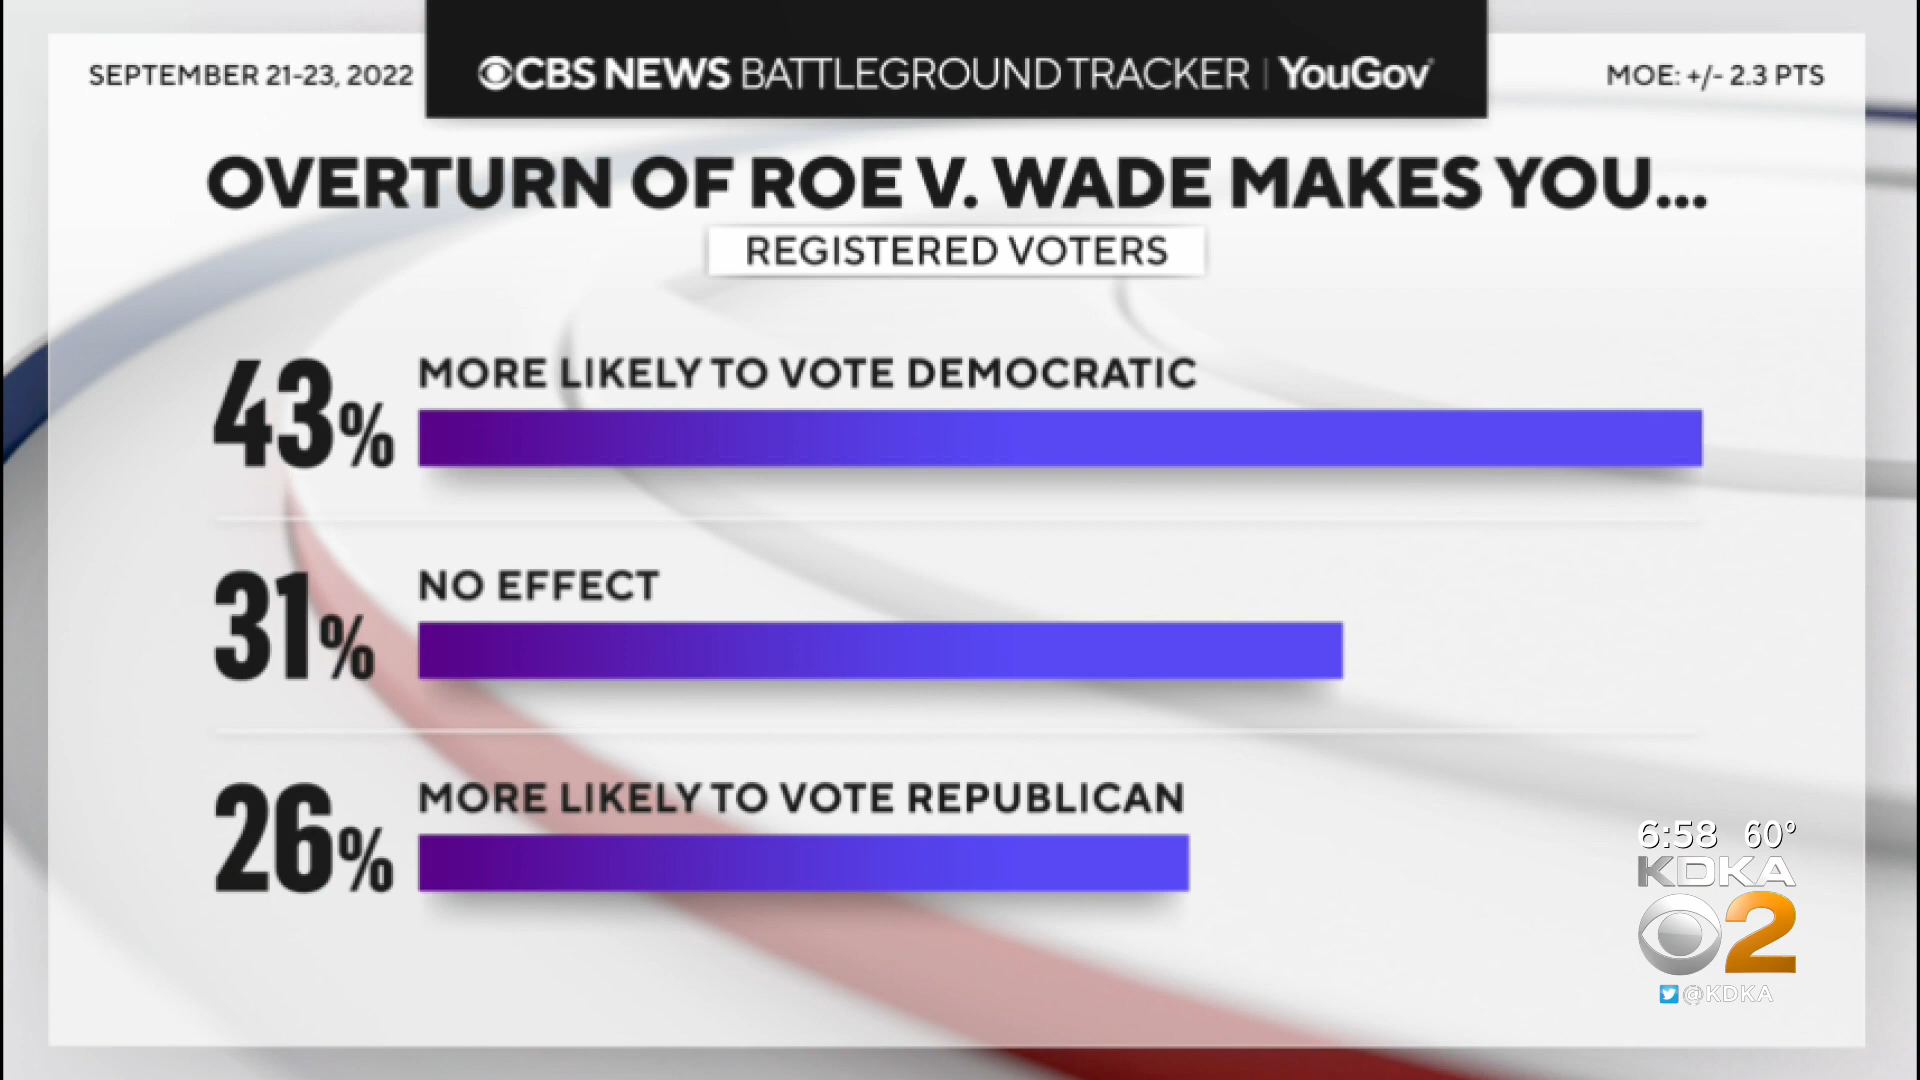 SEPTEMBER 21-23, 2022
CBS NEWS BATTLEGROUND TRACKER | YouGov
MOE: +/- 2.3 PTS
OVERTURN OF ROE V. WADE MAKES YOU...
REGISTERED VOTERS
43% MORE LIKELY TO VOTE DEMOCRATIC
31% NO EFFECT
26% MORE LIKELY TO VOTE REPUBLICAN
6:58 60°
KDKA
2
@KDKA